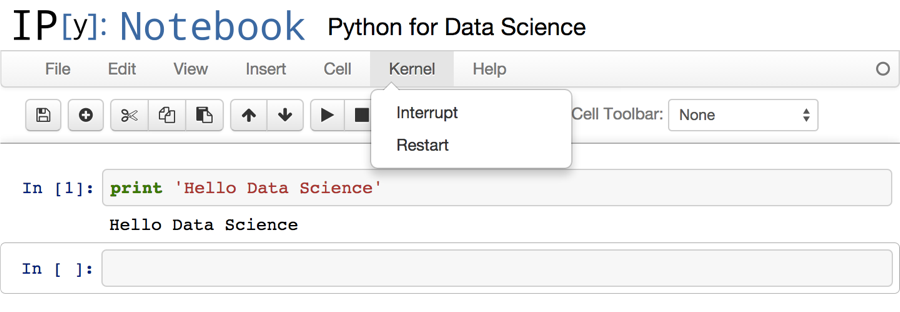 IP[y]: Notebook Python for Data Science
File Edit View Insert Cell Kernel Help
Interrupt
Restart
Cell Toolbar: None
In [1]: print 'Hello Data Science'
Hello Data Science
In [ ]: